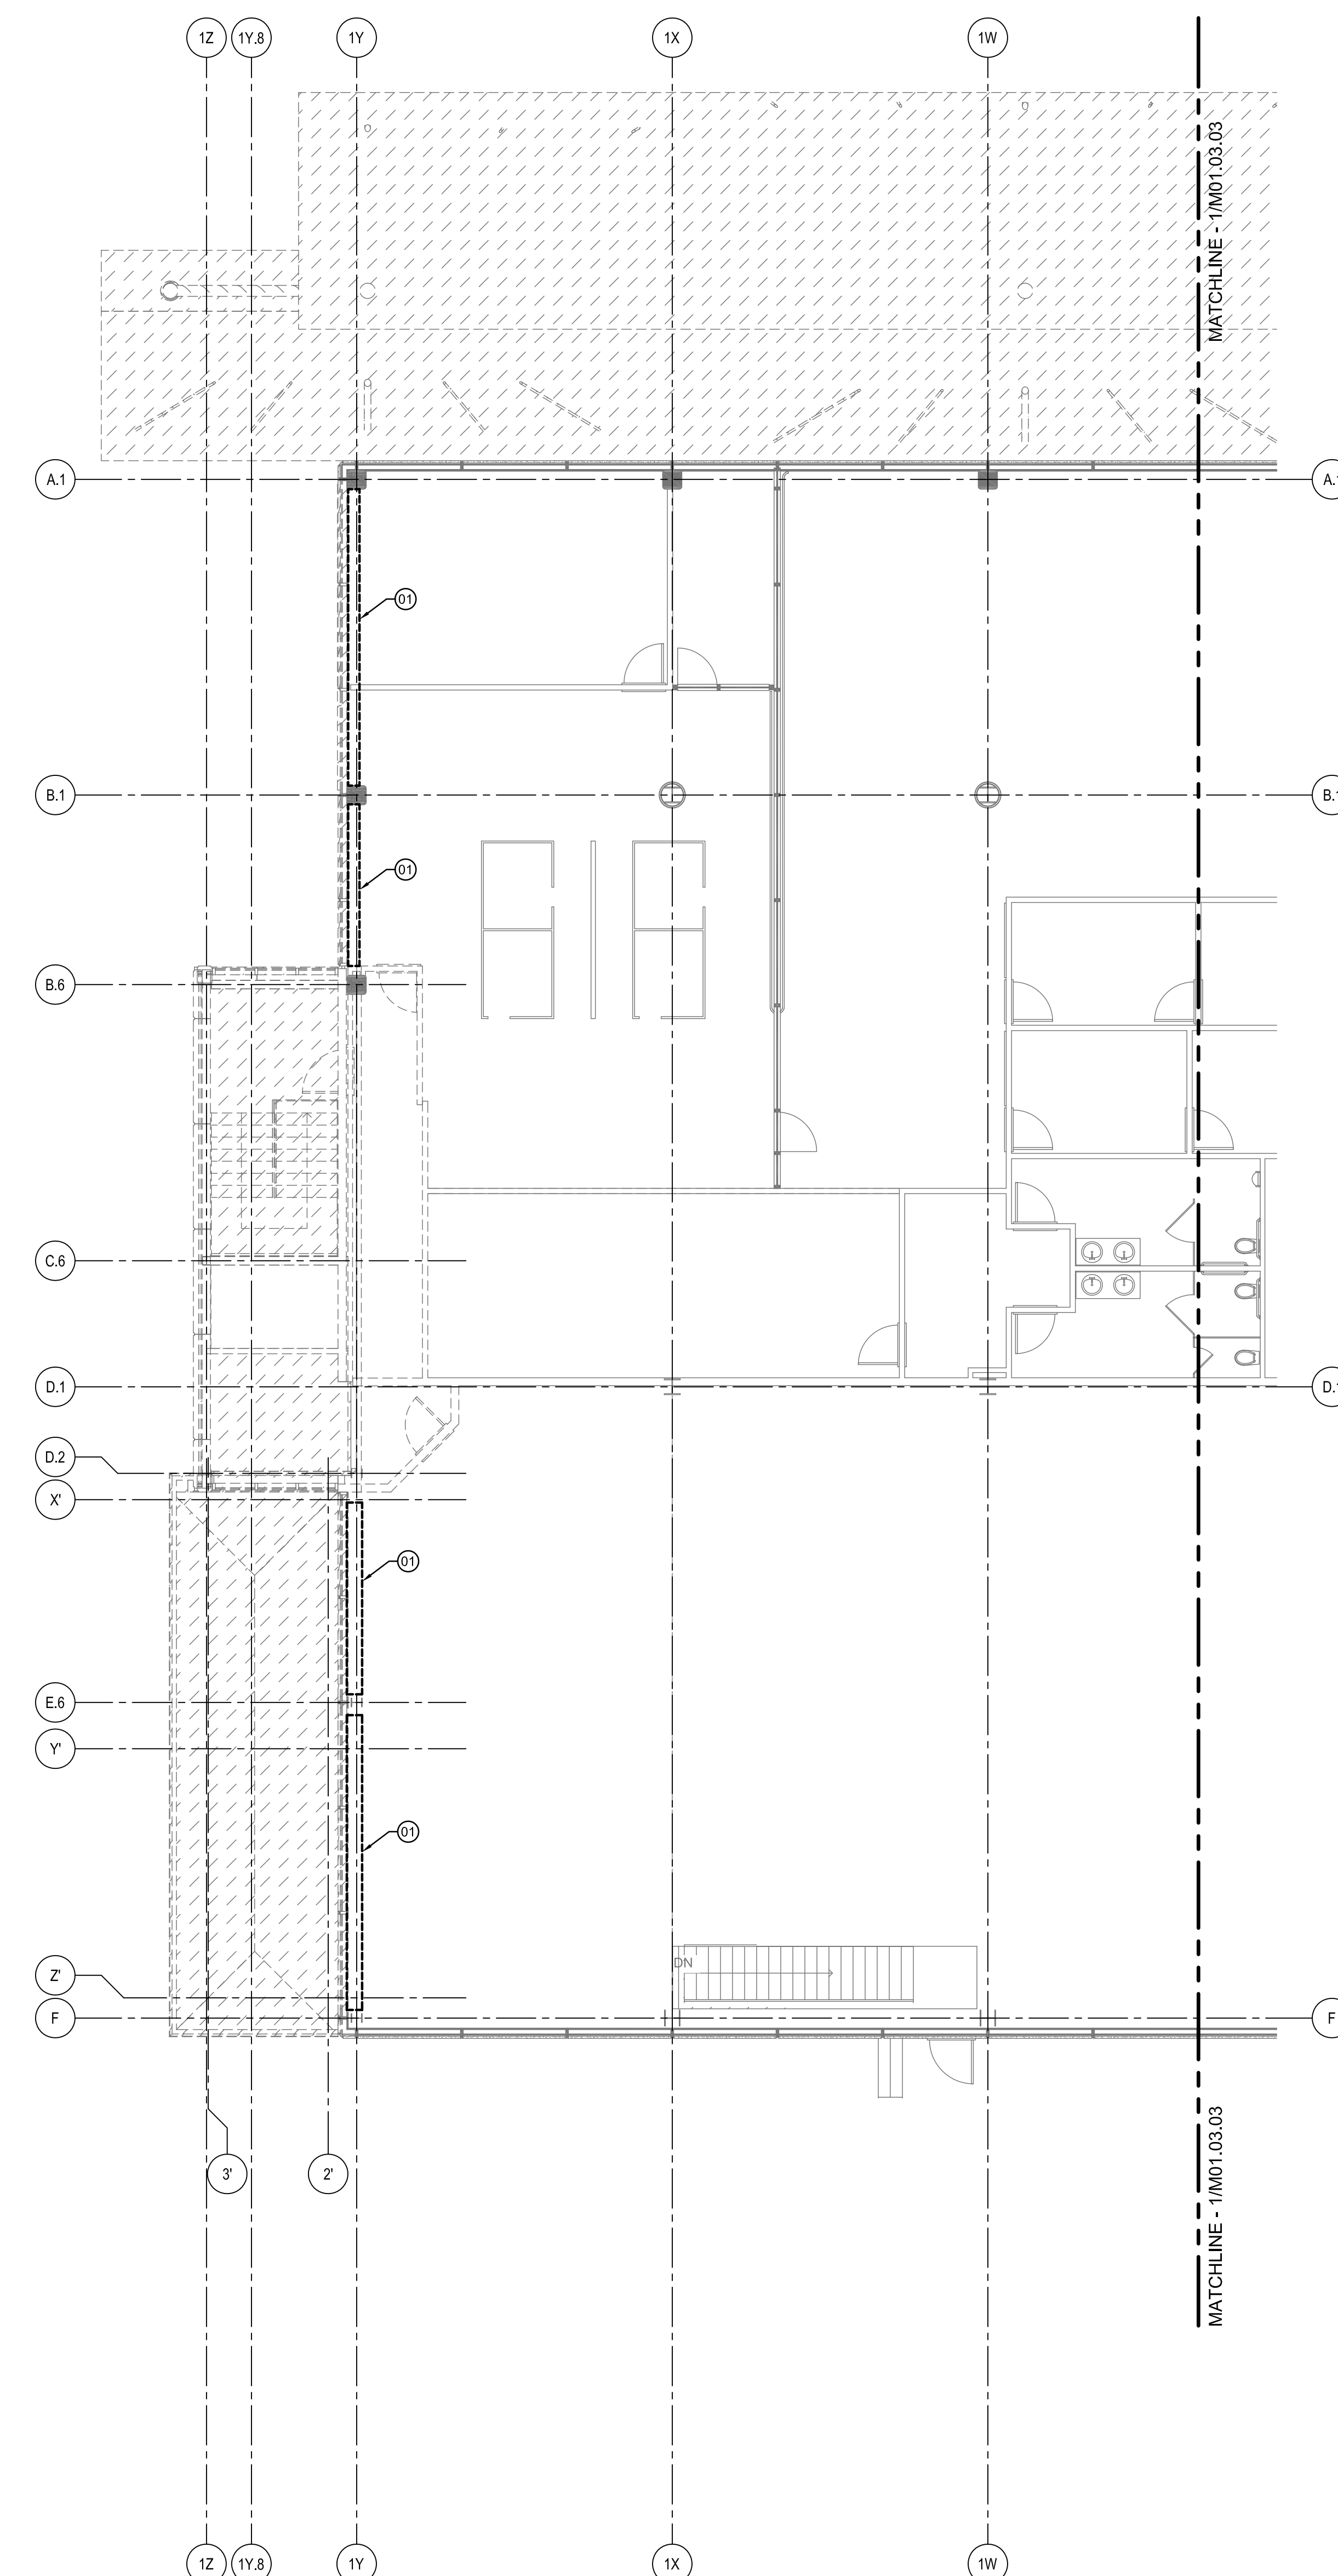 1Z 1Y.8 1Y 1X 1W
MATCHLINE - 1/M01.03.03
A.1 A.1
01
B.1 B.1
01
B.6
C.6
D.1 D.1
D.2
X'
01
E.6
Y'
01
DN
Z'
F F
3' 2'
MATCHLINE - 1/M01.03.03
1Z 1Y.8 1Y 1X 1W